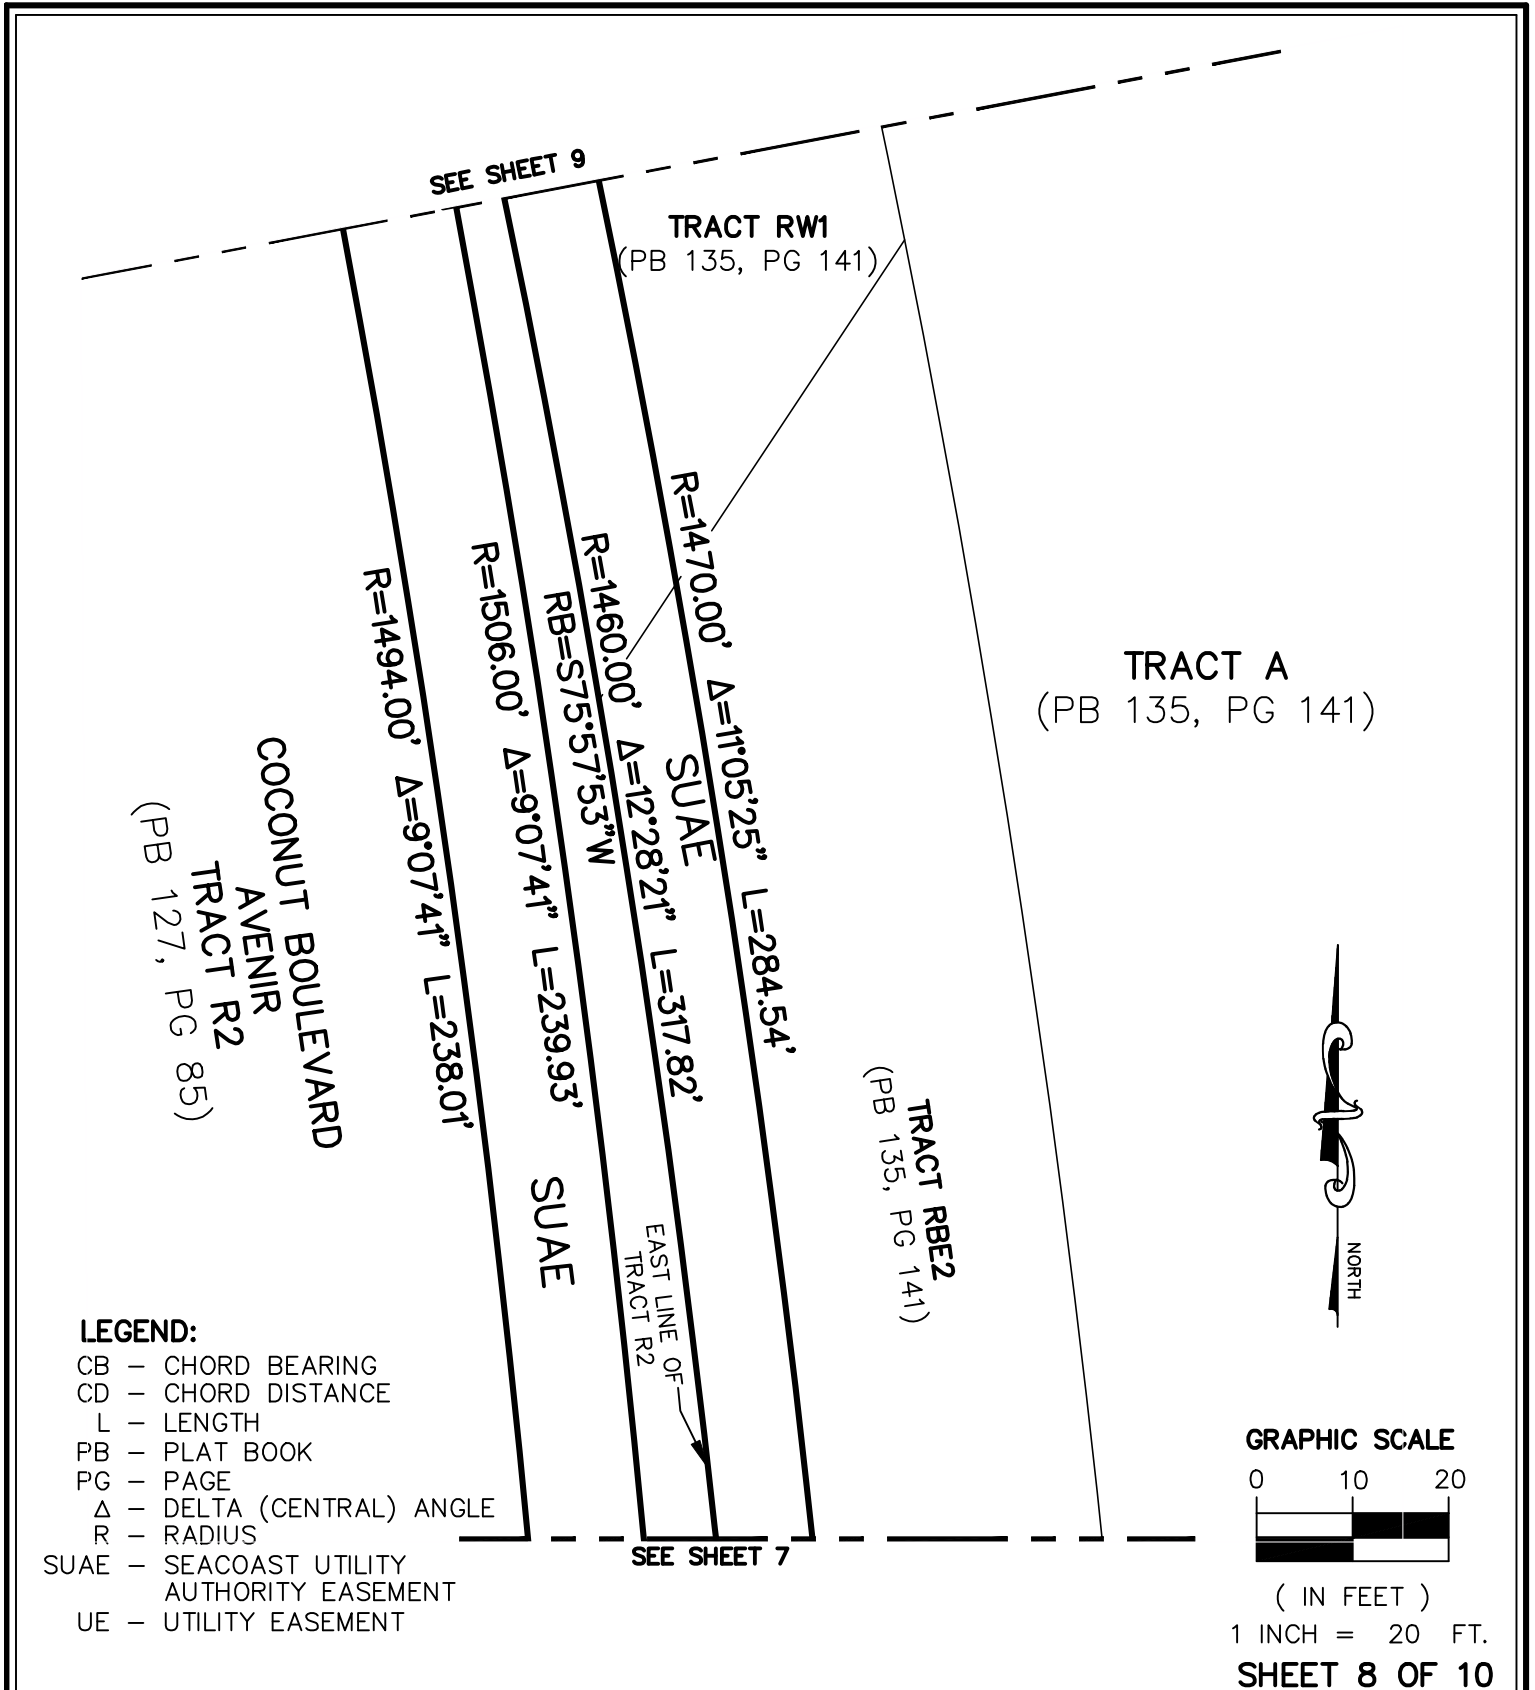 SEE SHEET 9
TRACT RW1
(PB 135, PG 141)
R=1494.00' Δ=9°07'41" L=238.01'
R=1506.00' Δ=9°07'41" L=239.93'
RB=S75°57'53"W
R=1460.00' Δ=12°28'21" L=317.82'
R=1470.00' Δ=11°05'25" L=284.54'
SUAE
TRACT A
(PB 135, PG 141)
COCONUT BOULEVARD
AVENIR
TRACT R2
(PB 127, PG 85)
SUAE
EAST LINE OF
TRACT R2
TRACT RBE2
(PB 135, PG 141)
NORTH
LEGEND:
CB – CHORD BEARING
CD – CHORD DISTANCE
L – LENGTH
PB – PLAT BOOK
PG – PAGE
Δ – DELTA (CENTRAL) ANGLE
R – RADIUS
SUAE – SEACOAST UTILITY
AUTHORITY EASEMENT
UE – UTILITY EASEMENT
SEE SHEET 7
GRAPHIC SCALE
0 10 20
( IN FEET )
1 INCH = 20 FT.
SHEET 8 OF 10